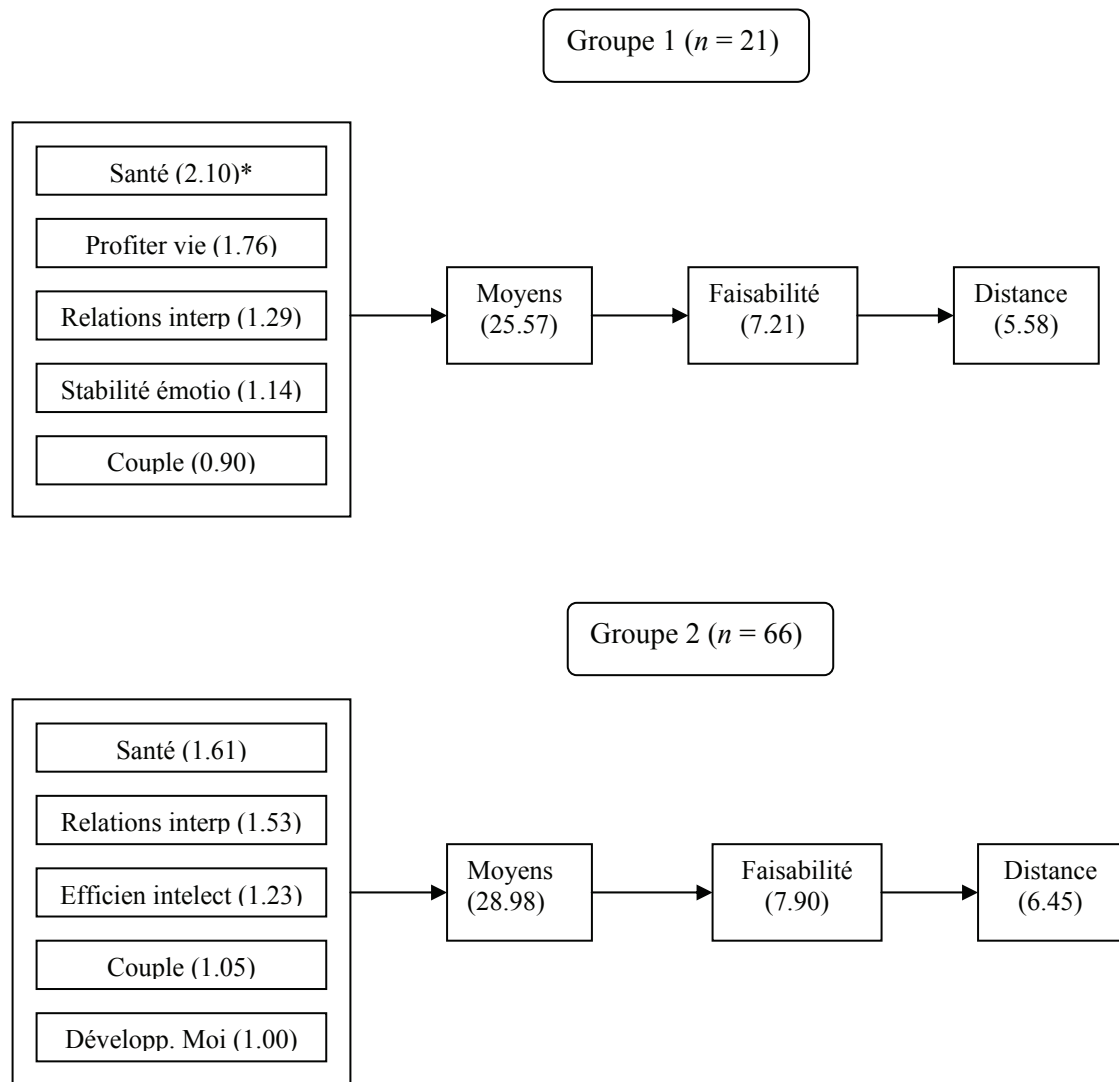 Groupe 1 (n = 21)
Santé (2.10)*
Profiter vie (1.76)
Relations interp (1.29)
Stabilité émotio (1.14)
Couple (0.90)
Moyens
(25.57)
Faisabilité
(7.21)
Distance
(5.58)
Groupe 2 (n = 66)
Santé (1.61)
Relations interp (1.53)
Efficien intelect (1.23)
Couple (1.05)
Développ. Moi (1.00)
Moyens
(28.98)
Faisabilité
(7.90)
Distance
(6.45)